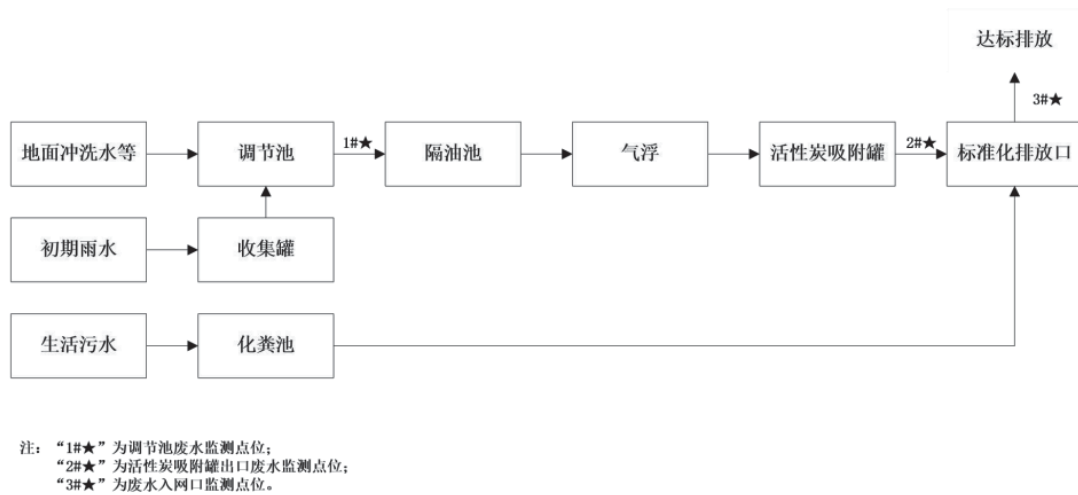 达标排放
3#★
地面冲洗水等
调节池
1#★
隔油池
气浮
活性炭吸附罐
2#★
标准化排放口
初期雨水
收集罐
生活污水
化粪池
注：“1#★”为调节池废水监测点位；
“2#★”为活性炭吸附罐出口废水监测点位；
“3#★”为废水入网口监测点位。